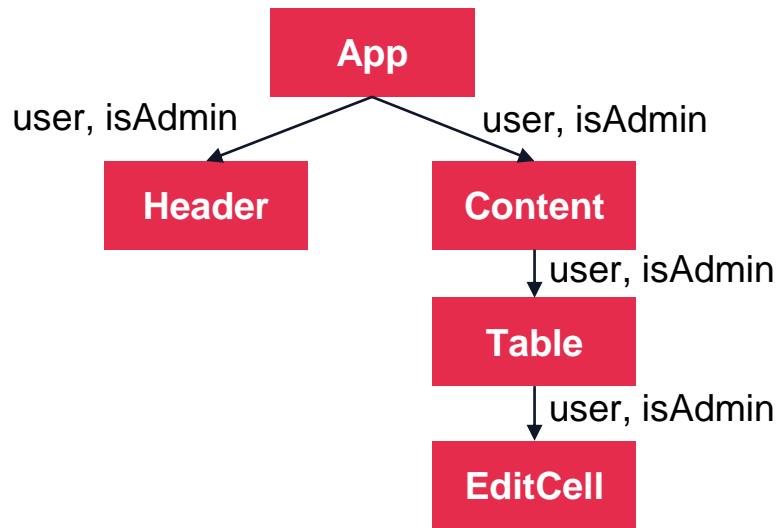 App
user, isAdmin
user, isAdmin
Header
Content
user, isAdmin
Table
user, isAdmin
EditCell